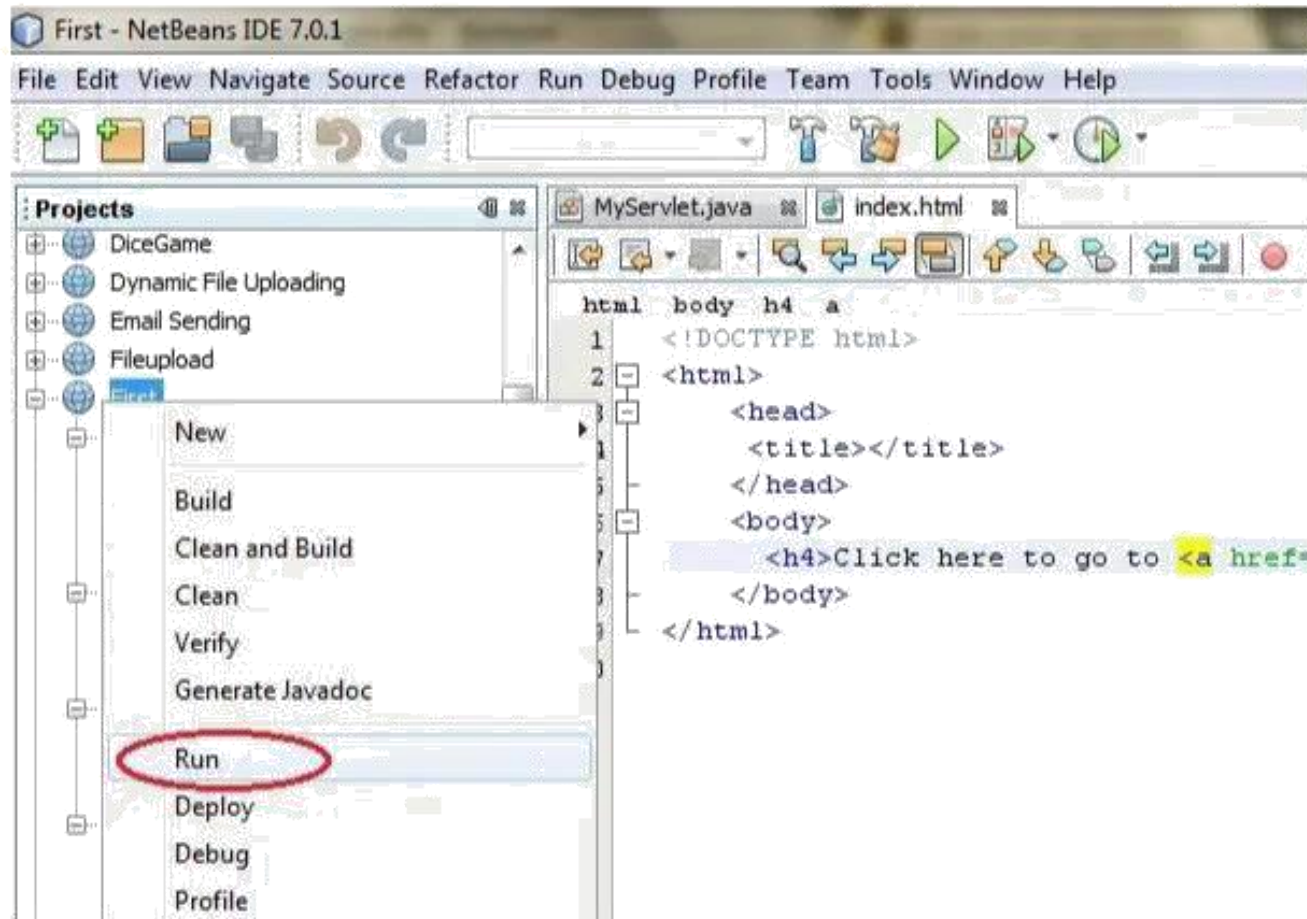 First - NetBeans IDE 7.0.1
File Edit View Navigate Source Refactor Run Debug Profile Team Tools Window Help
Projects
DiceGame
Dynamic File Uploading
Email Sending
Fileupload
First
New
Build
Clean and Build
Clean
Verify
Generate Javadoc
Run
Deploy
Debug
Profile
MyServlet.java index.html
html body h4 a
1 <!DOCTYPE html>
2 <html>
<head>
<title></title>
</head>
<body>
<h4>Click here to go to <a href=
</body>
</html>